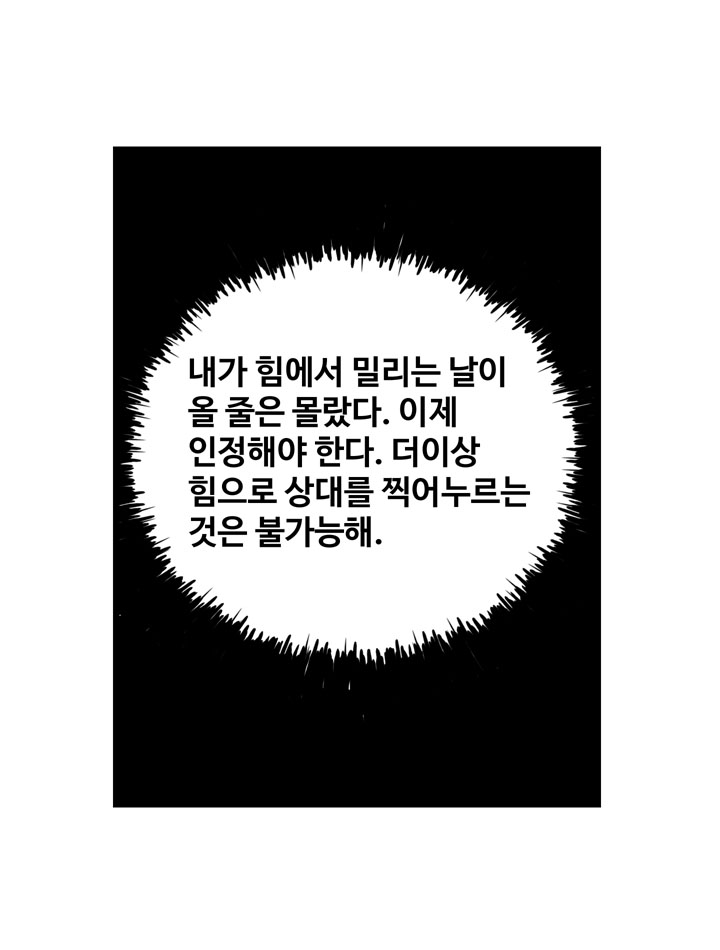 내가 힘에서 밀리는 날이
올 줄은 몰랐다. 이제
인정해야 한다. 더이상
힘으로 상대를 찍어누르는
것은 불가능해.